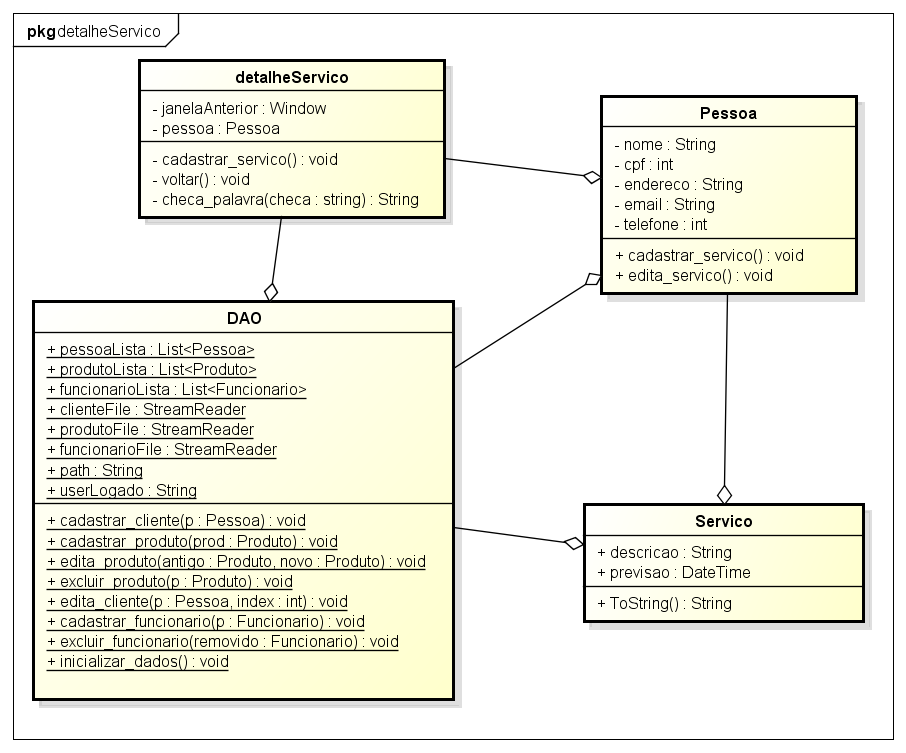 pkg detalheServico
detalheServico
- janelaAnterior : Window
- pessoa : Pessoa
- cadastrar_servico() : void
- voltar() : void
- checa_palavra(checa : string) : String
Pessoa
- nome : String
- cpf : int
- endereco : String
- email : String
- telefone : int
+ cadastrar_servico() : void
+ edita_servico() : void
DAO
+ pessoaLista : List<Pessoa>
+ produtoLista : List<Produto>
+ funcionarioLista : List<Funcionario>
+ clienteFile : StreamReader
+ produtoFile : StreamReader
+ funcionarioFile : StreamReader
+ path : String
+ userLogado : String
+ cadastrar_cliente(p : Pessoa) : void
+ cadastrar_produto(prod : Produto) : void
+ edita_produto(antigo : Produto, novo : Produto) : void
+ excluir_produto(p : Produto) : void
+ edita_cliente(p : Pessoa, index : int) : void
+ cadastrar_funcionario(p : Funcionario) : void
+ excluir_funcionario(removido : Funcionario) : void
+ inicializar_dados() : void
Servico
+ descricao : String
+ previsao : DateTime
+ ToString() : String